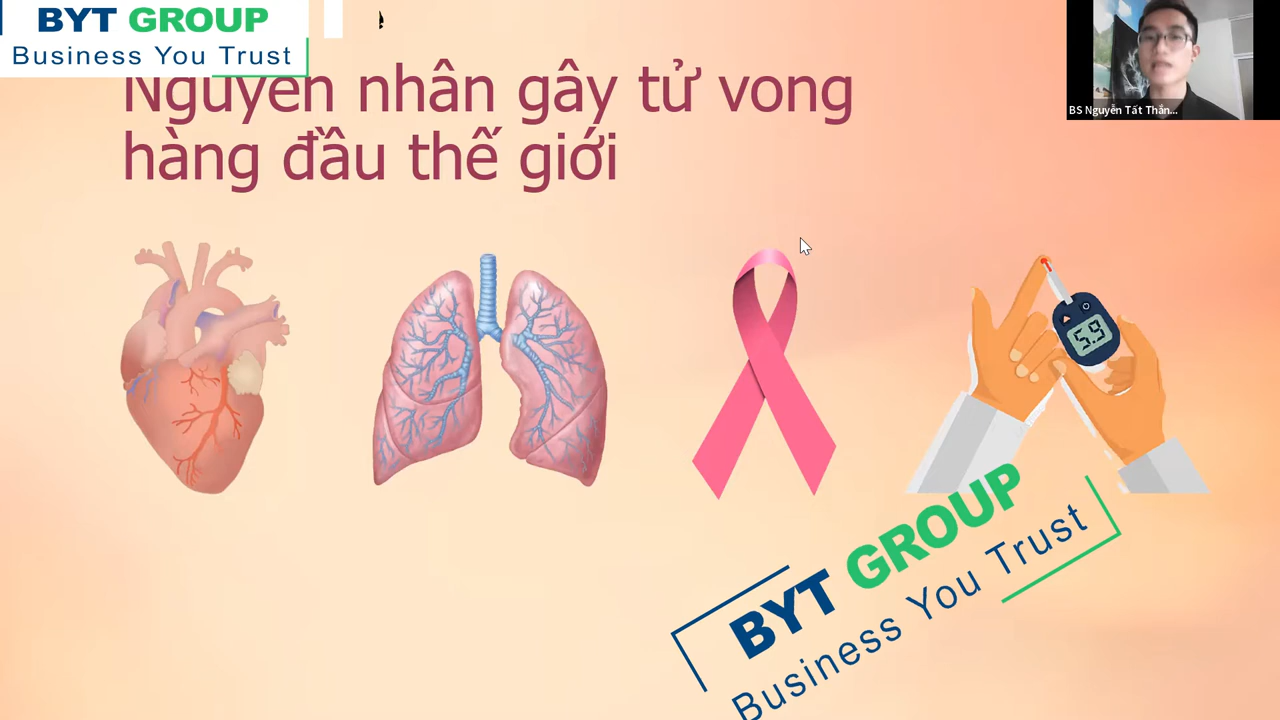 BYT GROUP
Business You Trust
Nguyên nhân gây tử vong
hàng đầu thế giới
BS Nguyễn Tất Thắn...
5.9
BYT GROUP
Business You Trust